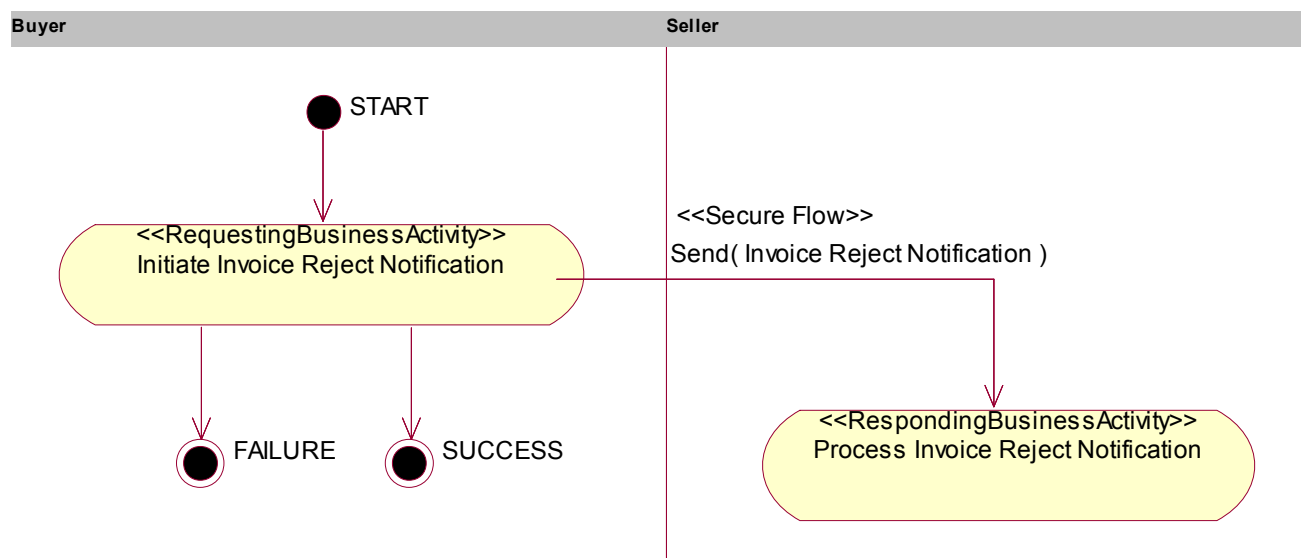 Buyer
Seller
START
<<Secure Flow>>
<<RequestingBusinessActivity>>
Send( Invoice Reject Notification )
Initiate Invoice Reject Notification
<<RespondingBusinessActivity>>
FAILURE
SUCCESS
Process Invoice Reject Notification